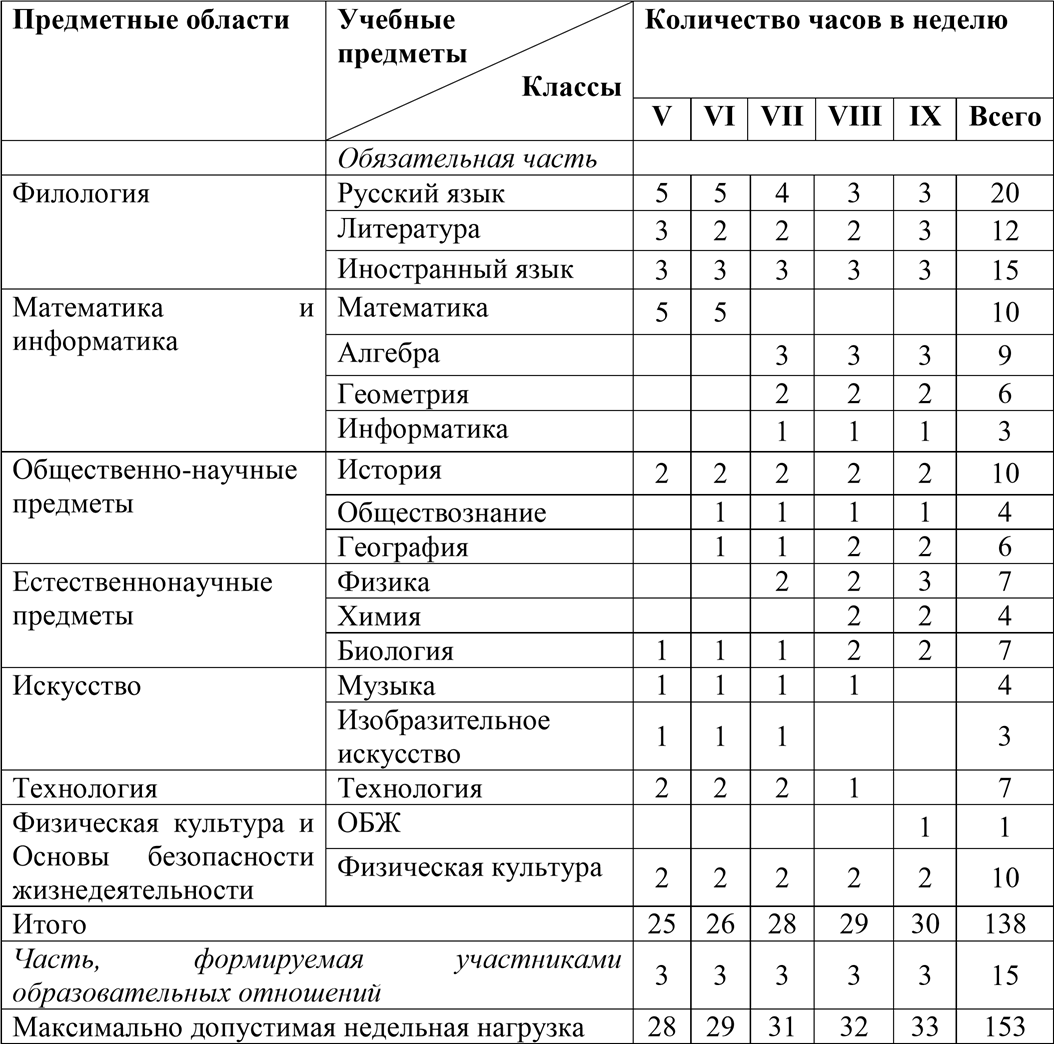 Предметные области Учебные предметы Классы Количество часов в неделю
V VI VII VIII IX Всего
Обязательная часть
Филология Русский язык 5 5 4 3 3 20
Литература 3 2 2 2 3 12
Иностранный язык 3 3 3 3 3 15
Математика и информатика Математика 5 5 10
Алгебра 3 3 3 9
Геометрия 2 2 2 6
Информатика 1 1 1 3
Общественно-научные предметы История 2 2 2 2 2 10
Обществознание 1 1 1 1 4
География 1 1 2 2 6
Естественнонаучные предметы Физика 2 2 3 7
Химия 2 2 4
Биология 1 1 1 2 2 7
Искусство Музыка 1 1 1 1 4
Изобразительное искусство 1 1 1 3
Технология Технология 2 2 2 1 7
Физическая культура и Основы безопасности жизнедеятельности ОБЖ 1 1
Физическая культура 2 2 2 2 2 10
Итого 25 26 28 29 30 138
Часть, формируемая участниками образовательных отношений 3 3 3 3 3 15
Максимально допустимая недельная нагрузка 28 29 31 32 33 153